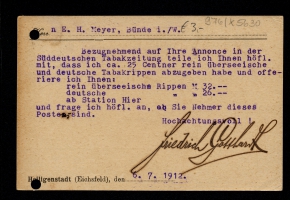 n E. H. Meyer, Bünde i./W.
€ 3,-
Bezugnehmend auf Ihre Annonce in der
Süddeutschen Tabakzeitung teile ich Ihnen höfl.
mit, dass ich ca. 25 Centner rein überseeische
und deutsche Tabakrippen abzugeben habe und offe-
riere ich Ihnen:
rein überseeische Rippen M 32.--
deutsche " " 26.--
ab Station Hier
und frage ich höfl. an, ob Sie Nehmer dieses
Postens sind.
Hochachtungsvoll!
Friedrich Gotthardt
Heiligenstadt (Eichsfeld), den 6. 7. 1912.